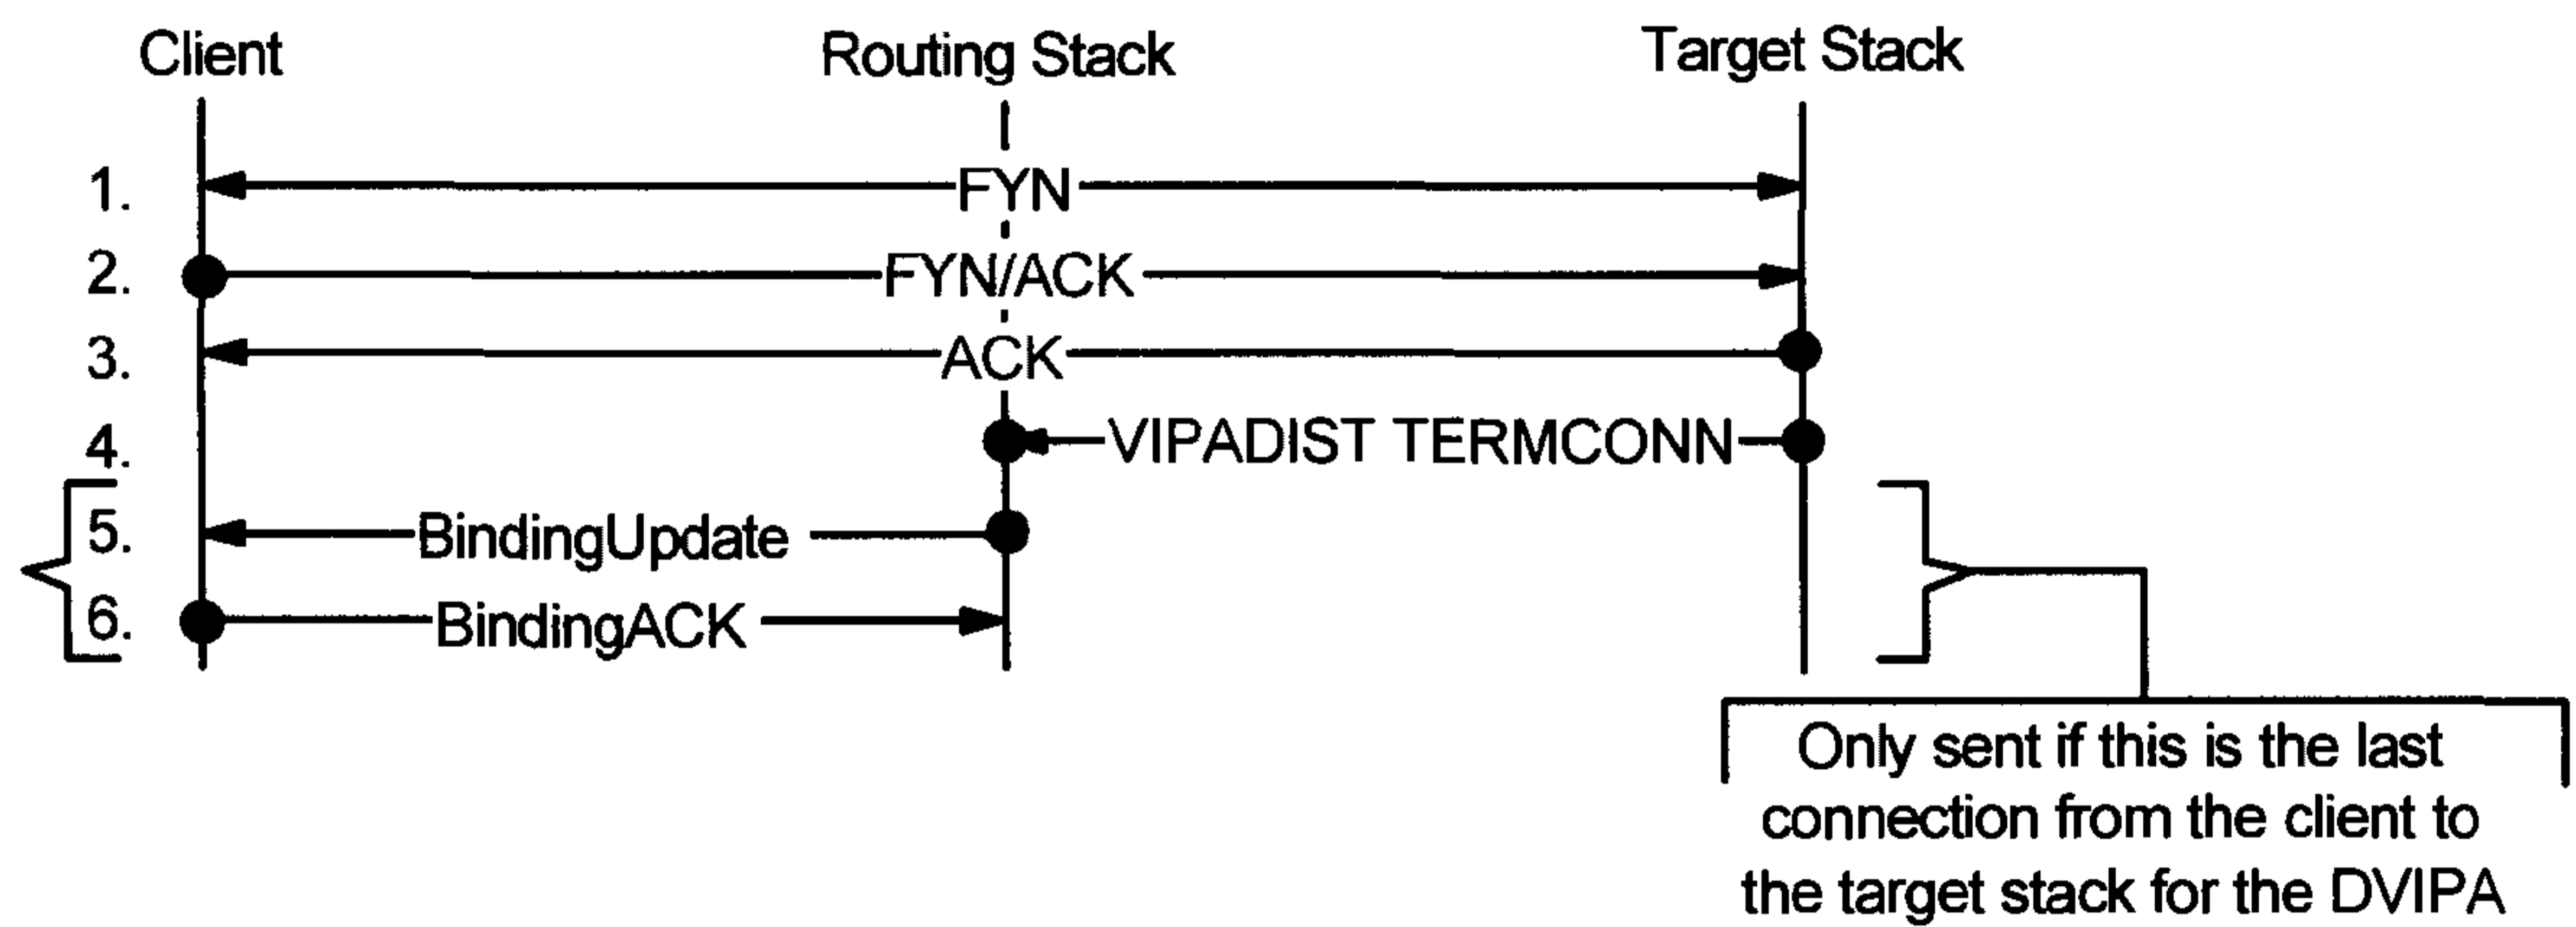 Client Routing Stack Target Stack
1. FYN
2. FYN/ACK
3. ACK
4. VIPADIST TERMCONN
5. BindingUpdate
6. BindingACK
Only sent if this is the last
connection from the client to
the target stack for the DVIPA